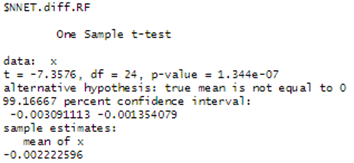 $NNET.diff.RF
One Sample t-test
data: x
t = -7.3576, df = 24, p-value = 1.344e-07
alternative hypothesis: true mean is not equal to 0
99.16667 percent confidence interval:
-0.003091113 -0.001354079
sample estimates:
mean of x
-0.002222596